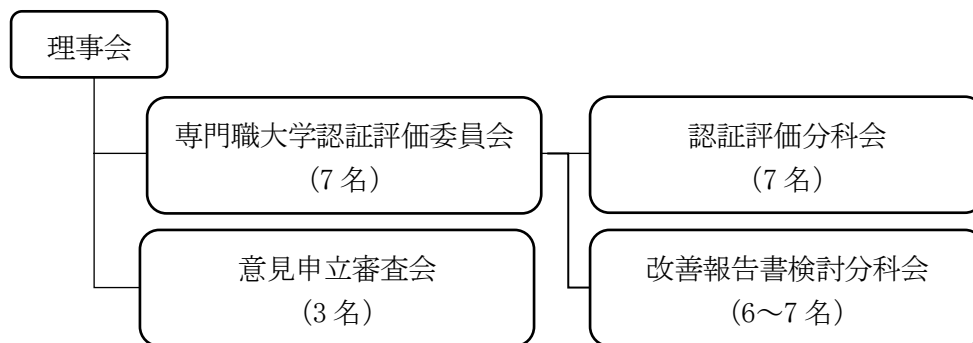 理事会
専門職大学認証評価委員会
(7 名)
認証評価分科会
(7 名)
意見申立審査会
(3 名)
改善報告書検討分科会
(6〜7 名)